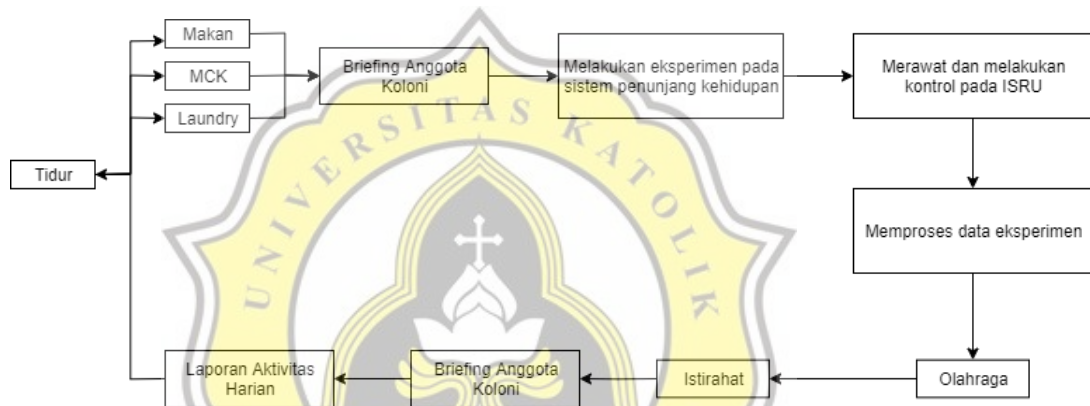 Makan
MCK
Laundry
Briefing Anggota
Koloni
Melakukan eksperimen pada
sistem penunjang kehidupan
Merawat dan melakukan
kontrol pada ISRU
Tidur
Memproses data eksperimen
Laporan Aktivitas
Harian
Briefing Anggota
Koloni
Istirahat
Olahraga
UNIVERSITAS KATOLIK